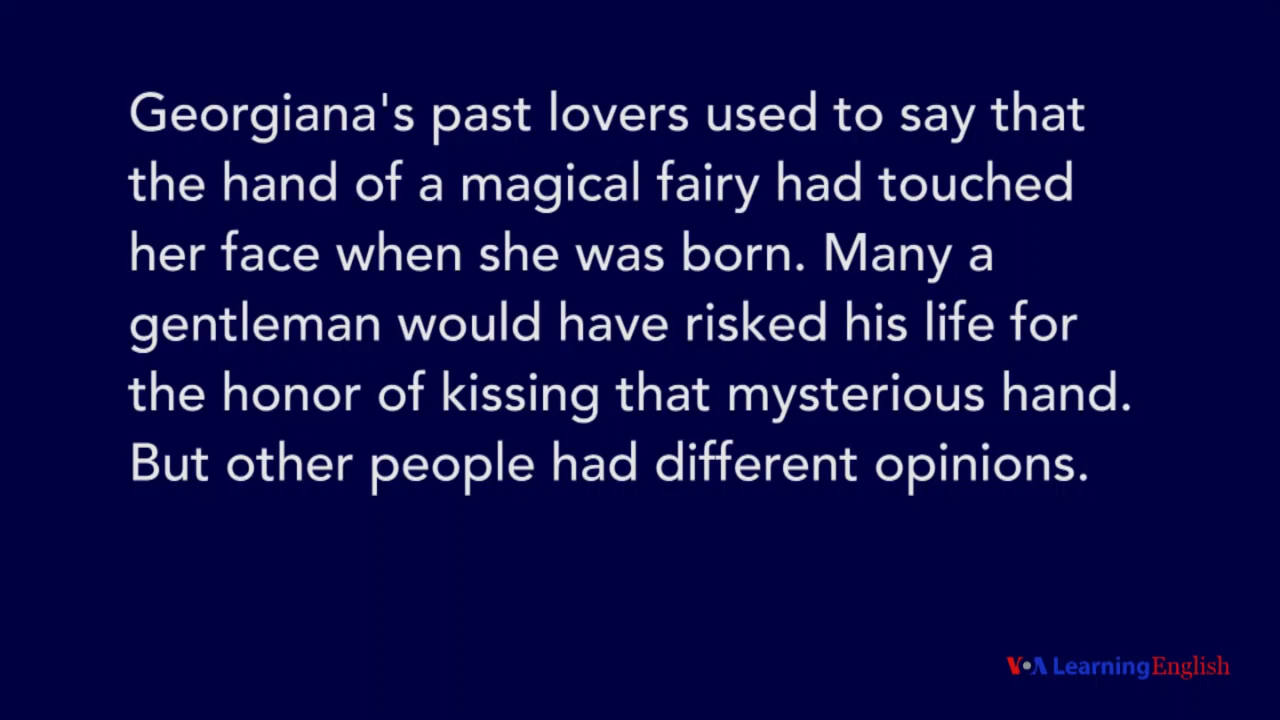 Georgiana's past lovers used to say that
the hand of a magical fairy had touched
her face when she was born. Many a
gentleman would have risked his life for
the honor of kissing that mysterious hand.
But other people had different opinions.
VOA Learning English